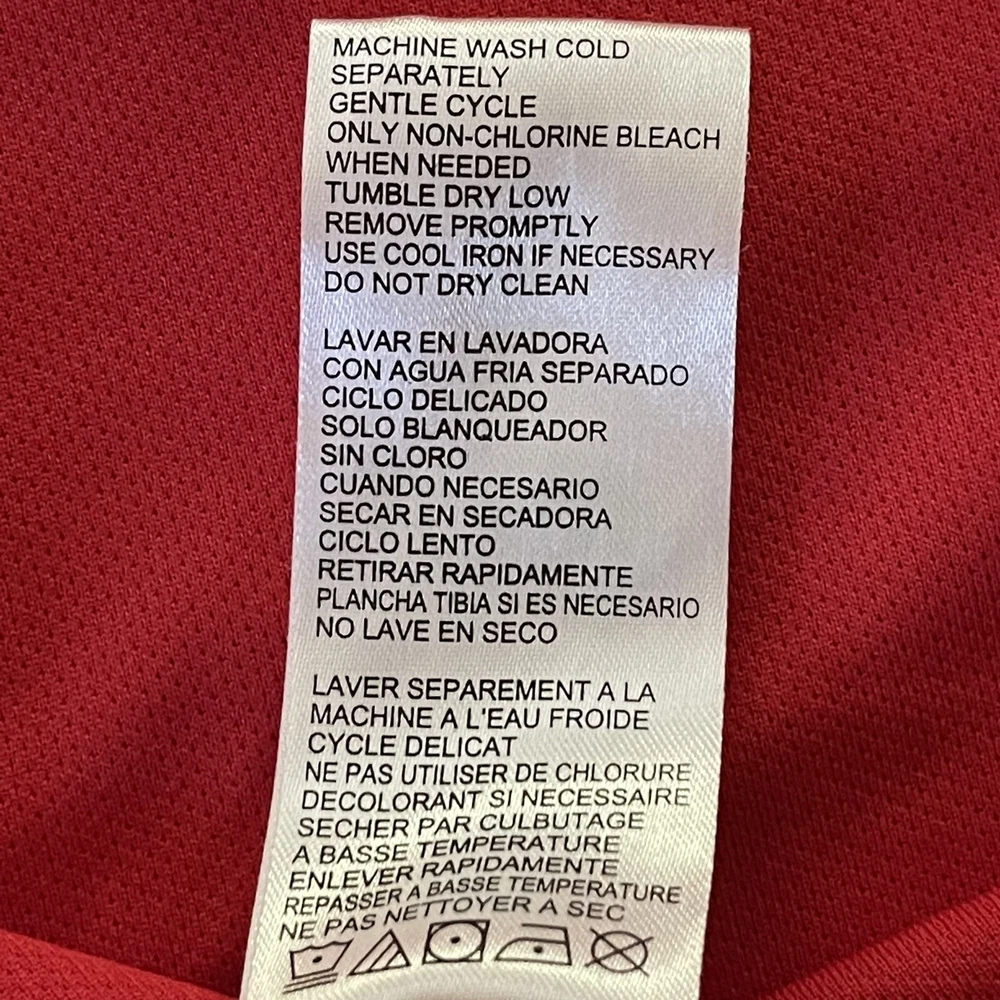 MACHINE WASH COLD
SEPARATELY
GENTLE CYCLE
ONLY NON-CHLORINE BLEACH
WHEN NEEDED
TUMBLE DRY LOW
REMOVE PROMPTLY
USE COOL IRON IF NECESSARY
DO NOT DRY CLEAN
LAVAR EN LAVADORA
CON AGUA FRIA SEPARADO
CICLO DELICADO
SOLO BLANQUEADOR
SIN CLORO
CUANDO NECESARIO
SECAR EN SECADORA
CICLO LENTO
RETIRAR RAPIDAMENTE
PLANCHA TIBIA SI ES NECESARIO
NO LAVE EN SECO
LAVER SEPAREMENT A LA
MACHINE A L'EAU FROIDE
CYCLE DELICAT
NE PAS UTILISER DE CHLORURE
DECOLORANT SI NECESSAIRE
SECHER PAR CULBUTAGE
A BASSE TEMPERATURE
ENLEVER RAPIDAMENTE
REPASSER A BASSE TEMPERATURE
NE PAS NETTOYER A SEC